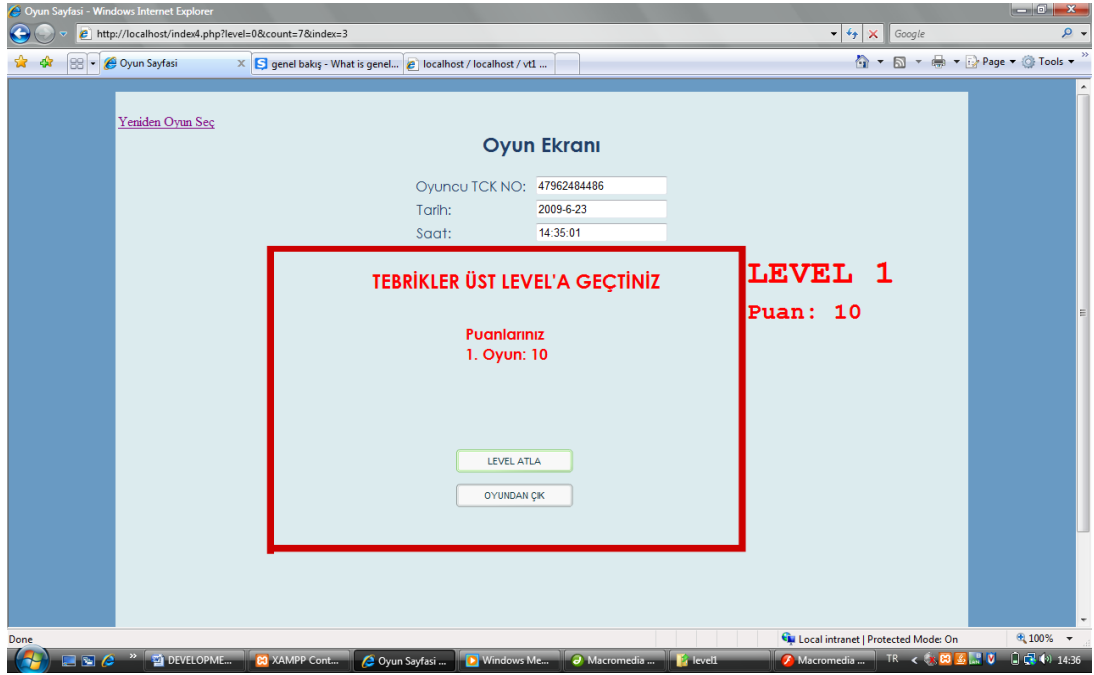 Oyun Sayfasi - Windows Internet Explorer
http://localhost/index4.php?level=0&count=7&index=3
Google
Oyun Sayfasi
genel bakış - What is genel...
localhost / localhost / vt1 ...
Page
Tools
Yeniden Oyun Seç
Oyun Ekranı
Oyuncu TCK NO: 47962484486
Tarih: 2009-6-23
Saat: 14:35:01
TEBRİKLER ÜST LEVEL'A GEÇTİNİZ
LEVEL 1
Puan: 10
Puanlarınız
1. Oyun: 10
LEVEL ATLA
OYUNDAN ÇIK
Done
Local intranet | Protected Mode: On
100%
DEVELOPME...
XAMPP Cont...
Oyun Sayfasi ...
Windows Me...
Macromedia ...
level1
Macromedia ...
TR
14:36